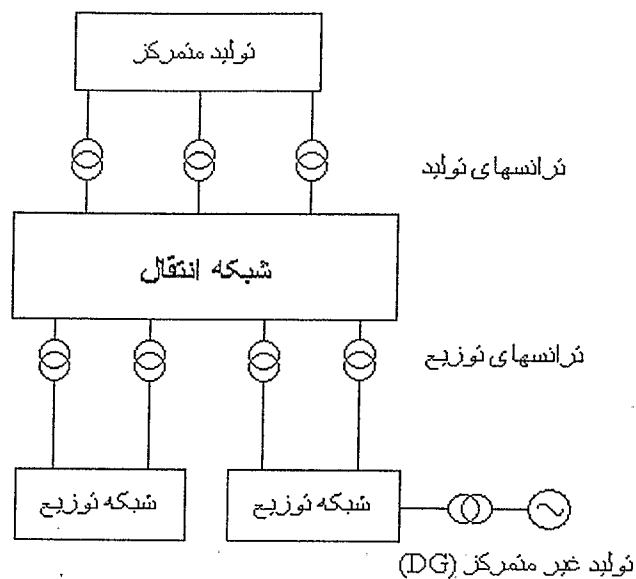 تولید متمرکز
ترانسهای تولید
شبکه انتقال
ترانسهای توزیع
شبکه توزیع
شبکه توزیع
تولید غیر متمرکز (DG)